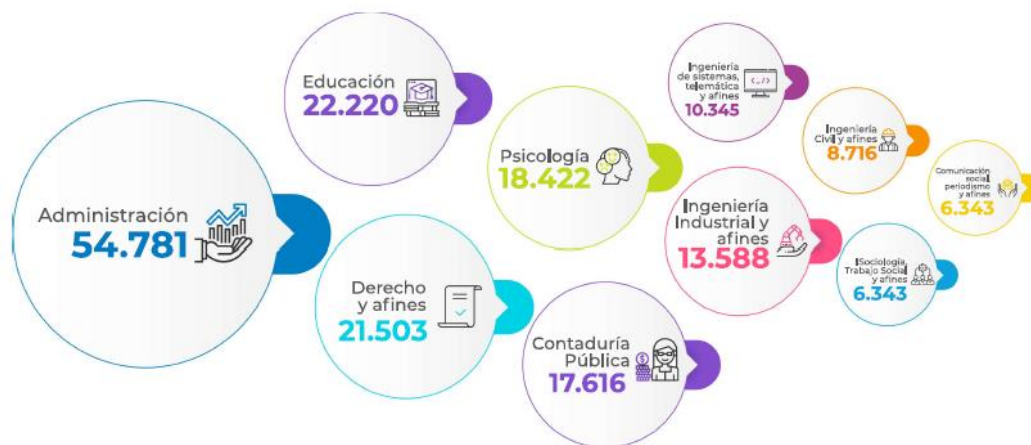 Administración
54.781
Educación
22.220
Derecho
y afines
21.503
Psicología
18.422
Contaduría
Pública
17.616
Ingeniería
Industrial y
afines
13.588
Ingeniería
de sistemas,
telemática
y afines
10.345
Ingeniería
Civil y afines
8.716
Sociología,
Trabajo Social
y afines
6.343
Comunicación
social,
periodismo
y afines
6.343